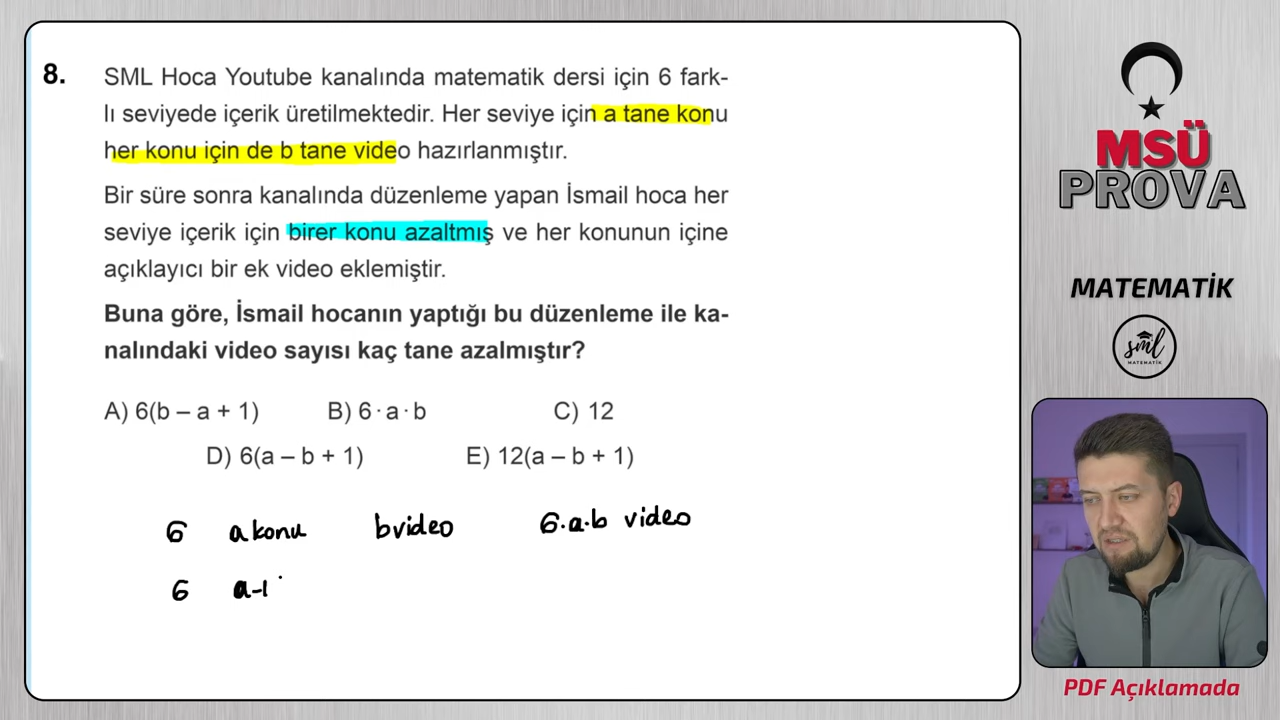 8. SML Hoca Youtube kanalında matematik dersi için 6 fark-
lı seviyede içerik üretilmektedir. Her seviye için a tane konu
her konu için de b tane video hazırlanmıştır.
Bir süre sonra kanalında düzenleme yapan İsmail hoca her
seviye içerik için birer konu azaltmış ve her konunun içine
açıklayıcı bir ek video eklemiştir.
Buna göre, İsmail hocanın yaptığı bu düzenleme ile ka-
nalındaki video sayısı kaç tane azalmıştır?
A) 6(b – a + 1) B) 6 · a · b C) 12
D) 6(a – b + 1) E) 12(a – b + 1)
6 a konu b video 6.a.b video
6 a-1
MSÜ
PROVA
MATEMATİK
sml
MATEMATİK
PDF Açıklamada